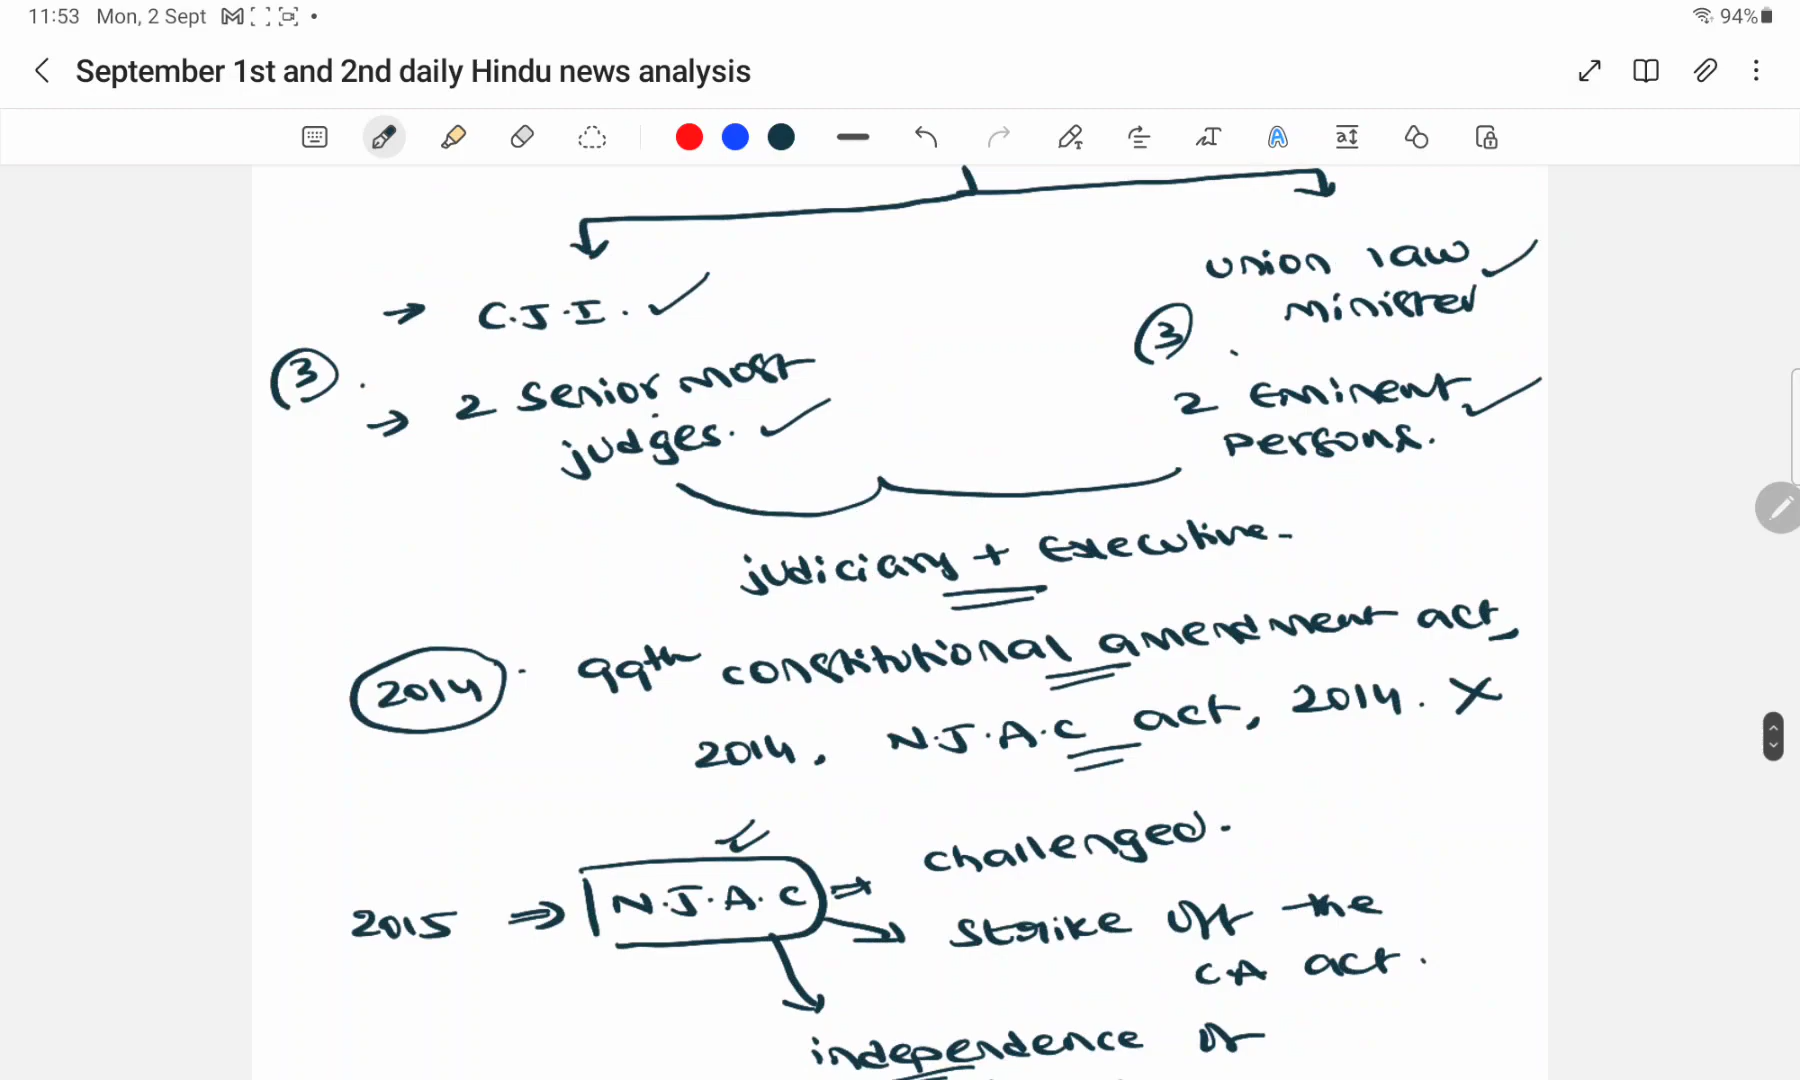 11:53 Mon, 2 Sept
94%
September 1st and 2nd daily Hindu news analysis
→ C.J.I. ✓
union law ✓
minister
③
③ .
→ 2 senior most
judges. ✓
2 Eminent ✓
persons.
judiciary + Executive -
2014 . 99th constitutional amendment act,
2014, N.J.A.C act, 2014. X
2015 ⇒ N.J.A.C ⇒ challenged.
→ strike off the
CA act.
independence of